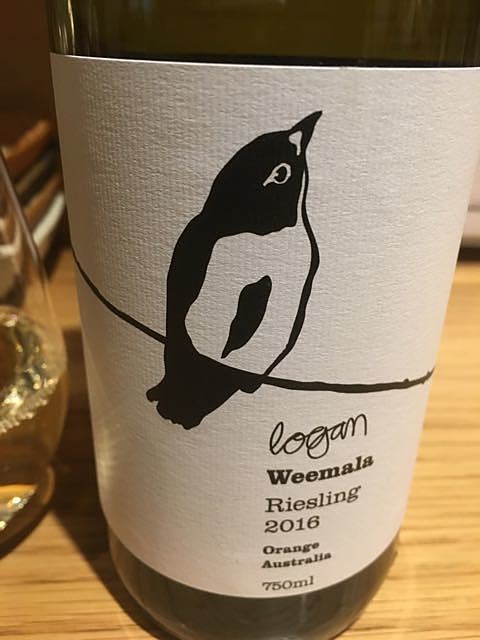 logan
Weemala
Riesling
2016
Orange
Australia
750ml